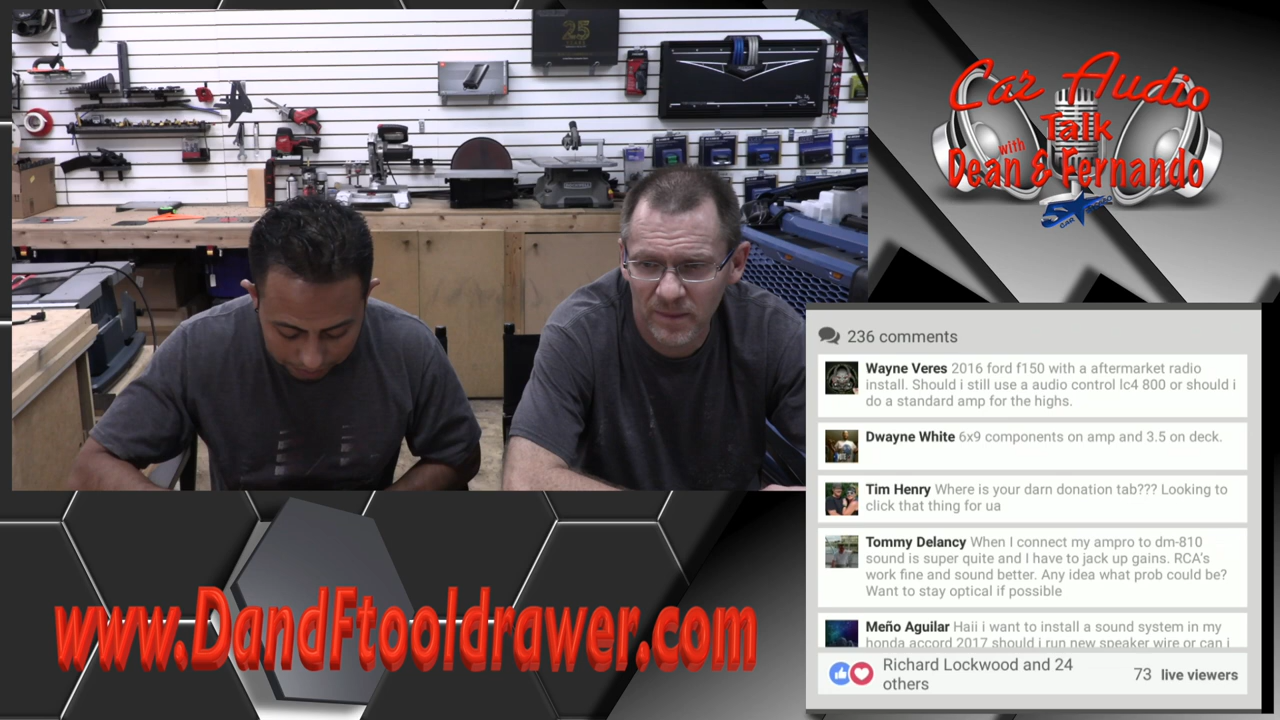 25
Car Audio
Talk
with
Dean & Fernando
5
CAR
236 comments
Wayne Veres 2016 ford f150 with a aftermarket radio
install. Should i still use a audio control lc4 800 or should i
do a standard amp for the highs.
Dwayne White 6x9 components on amp and 3.5 on deck.
Tim Henry Where is your darn donation tab??? Looking to
click that thing for ua
Tommy Delancy When I connect my ampro to dm-810
sound is super quite and I have to jack up gains. RCA's
work fine and sound better. Any idea what prob could be?
Want to stay optical if possible
Meño Aguilar Haii i want to install a sound system in my
honda accord 2017 should i run new speaker wire or can i
Richard Lockwood and 24
others
73 live viewers
www.DandFtooldrawer.com